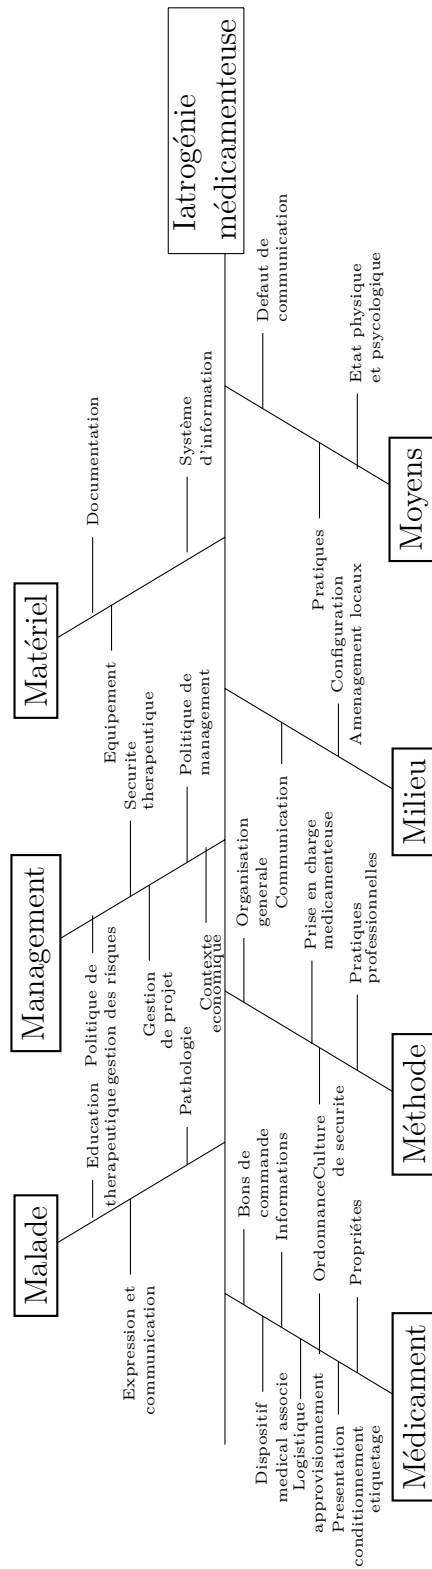 Malade
Education
therapeutique
Pathologie
Expression et
communication
Management
Politique de
gestion des risques
Securite
therapeutique
Politique de
management
Gestion
de projet
Contexte
economique
Matériel
Documentation
Système
d'information
Equipement
Iatrogénie
médicamenteuse
Médicament
Bons de
commande
Informations
Ordonnance
Propriétes
Dispositif
medical associe
Logistique
approvisionnement
Presentation
conditionnement
etiquetage
Méthode
Organisation
generale
Prise en charge
medicamenteuse
Pratiques
professionnelles
Culture
de securite
Milieu
Communication
Configuration
Amenagement locaux
Moyens
Defaut de
communication
Etat physique
et psycologique
Pratiques